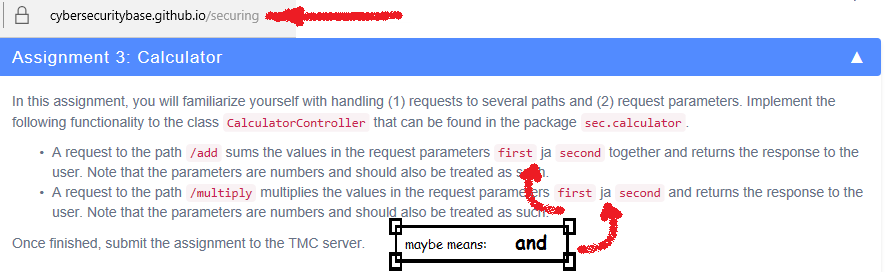 cybersecuritybase.github.io/securing
Assignment 3: Calculator
In this assignment, you will familiarize yourself with handling (1) requests to several paths and (2) request parameters. Implement the
following functionality to the class CalculatorController that can be found in the package sec.calculator.
• A request to the path /add sums the values in the request parameters first ja second together and returns the response to the
user. Note that the parameters are numbers and should also be treated as such.
• A request to the path /multiply multiplies the values in the request parameters first ja second and returns the response to the
user. Note that the parameters are numbers and should also be treated as such.
Once finished, submit the assignment to the TMC server.
maybe means: and